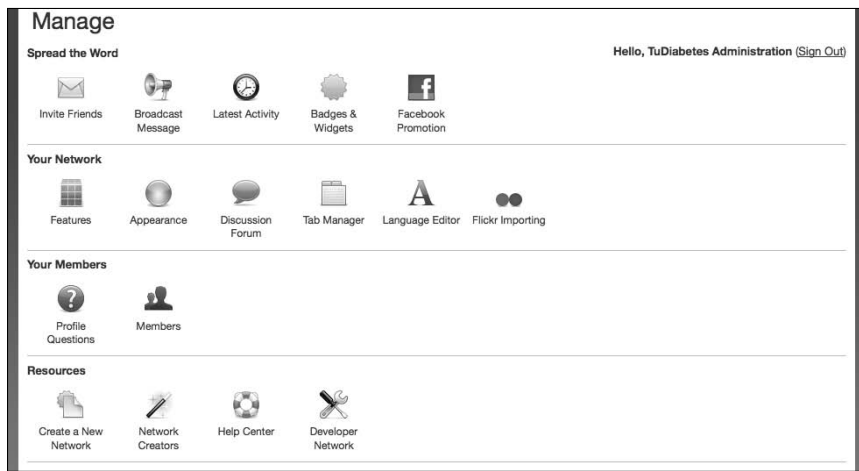 Manage
Spread the Word
Hello, TuDiabetes Administration (Sign Out)
Invite Friends
Broadcast Message
Latest Activity
Badges & Widgets
Facebook Promotion
Your Network
Features
Appearance
Discussion Forum
Tab Manager
Language Editor
Flickr Importing
Your Members
Profile Questions
Members
Resources
Create a New Network
Network Creators
Help Center
Developer Network